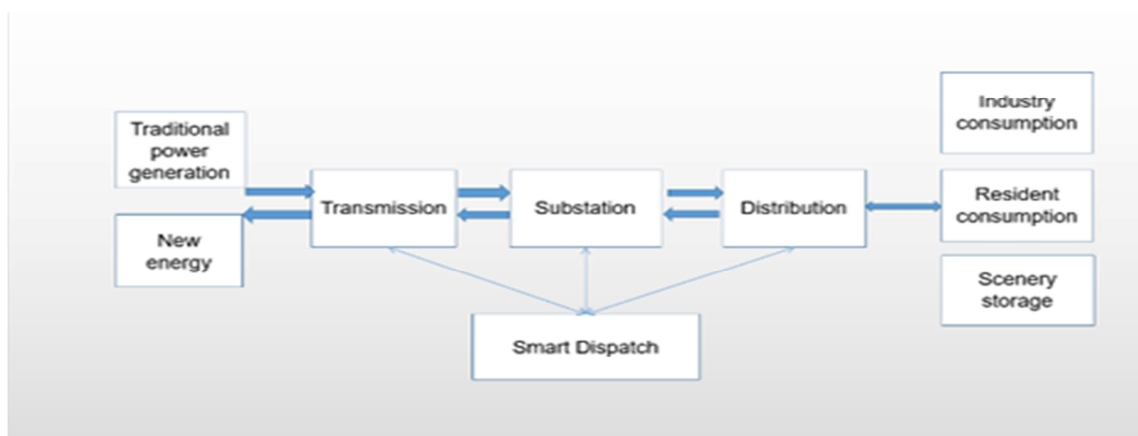 Traditional
power
generation
New
energy
Transmission
Substation
Distribution
Industry
consumption
Resident
consumption
Scenery
storage
Smart Dispatch